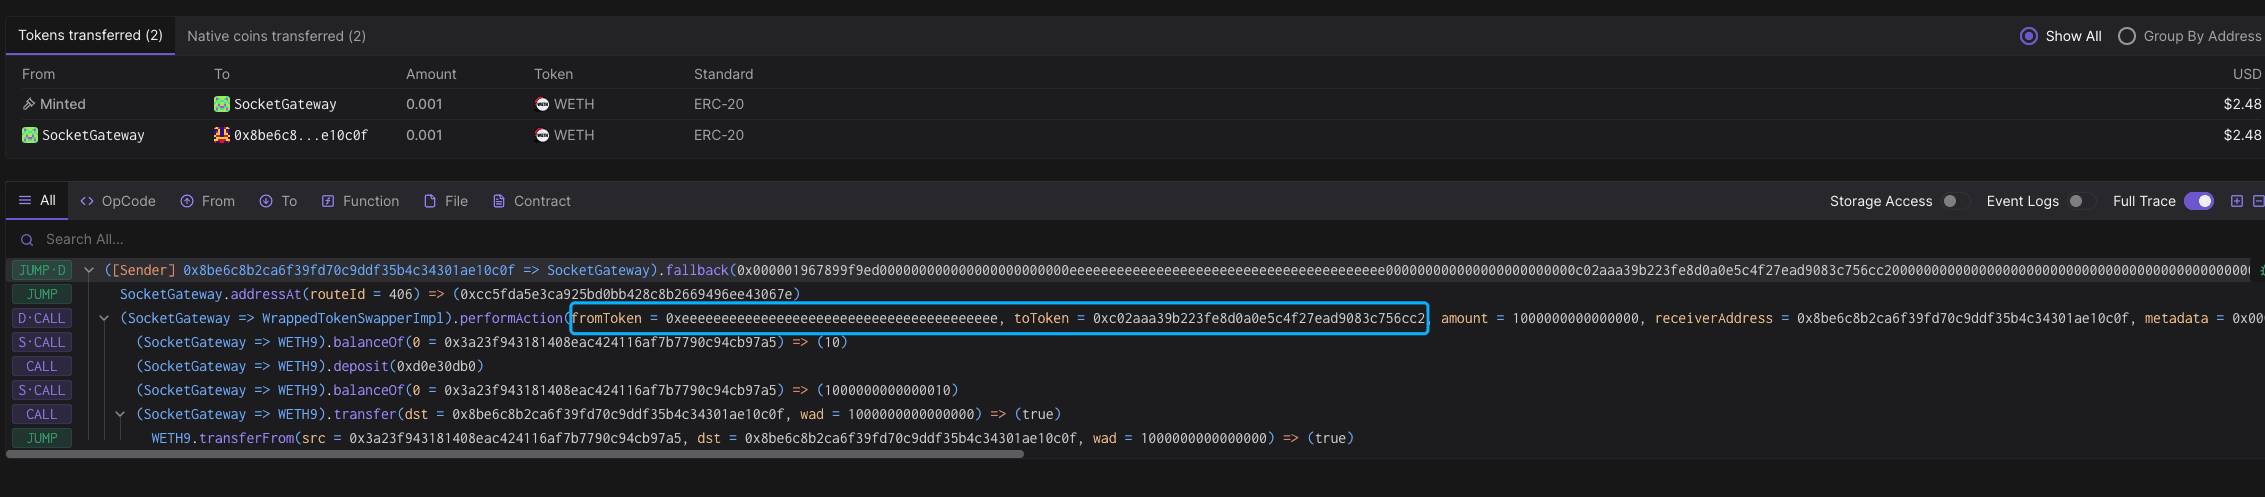 Tokens transferred (2) Native coins transferred (2) Show All Group By Address
From To Amount Token Standard USD
Minted SocketGateway 0.001 WETH ERC-20 $2.48
SocketGateway 0x8be6c8...e10c0f 0.001 WETH ERC-20 $2.48
All OpCode From To Function File Contract Storage Access Event Logs Full Trace
Search All...
JUMP·D ([Sender] 0x8be6c8b2ca6f39fd70c9ddf35b4c34301ae10c0f => SocketGateway).fallback(
JUMP SocketGateway.addressAt(routeId = 406) => (0xcc5fda5e3ca925bd0bb428c8b2669496ee43067e)
D·CALL (SocketGateway => WrappedTokenSwapperImpl).performAction(fromToken = 0xeeeeeeeeeeeeeeeeeeeeeeeeeeeeeeeeeeeeeeee, toToken = 0xc02aaa39b223fe8d0a0e5c4f27ead9083c756cc2, amount = 1000000000000000, receiverAddress = 0x8be6c8b2ca6f39fd70c9ddf35b4c34301ae10c0f, metadata = 0x00
S·CALL (SocketGateway => WETH9).balanceOf(0 = 0x3a23f943181408eac424116af7b7790c94cb97a5) => (10)
CALL (SocketGateway => WETH9).deposit(0xd0e30db0)
S·CALL (SocketGateway => WETH9).balanceOf(0 = 0x3a23f943181408eac424116af7b7790c94cb97a5) => (1000000000000010)
CALL (SocketGateway => WETH9).transfer(dst = 0x8be6c8b2ca6f39fd70c9ddf35b4c34301ae10c0f, wad = 1000000000000000) => (true)
JUMP WETH9.transferFrom(src = 0x3a23f943181408eac424116af7b7790c94cb97a5, dst = 0x8be6c8b2ca6f39fd70c9ddf35b4c34301ae10c0f, wad = 1000000000000000) => (true)